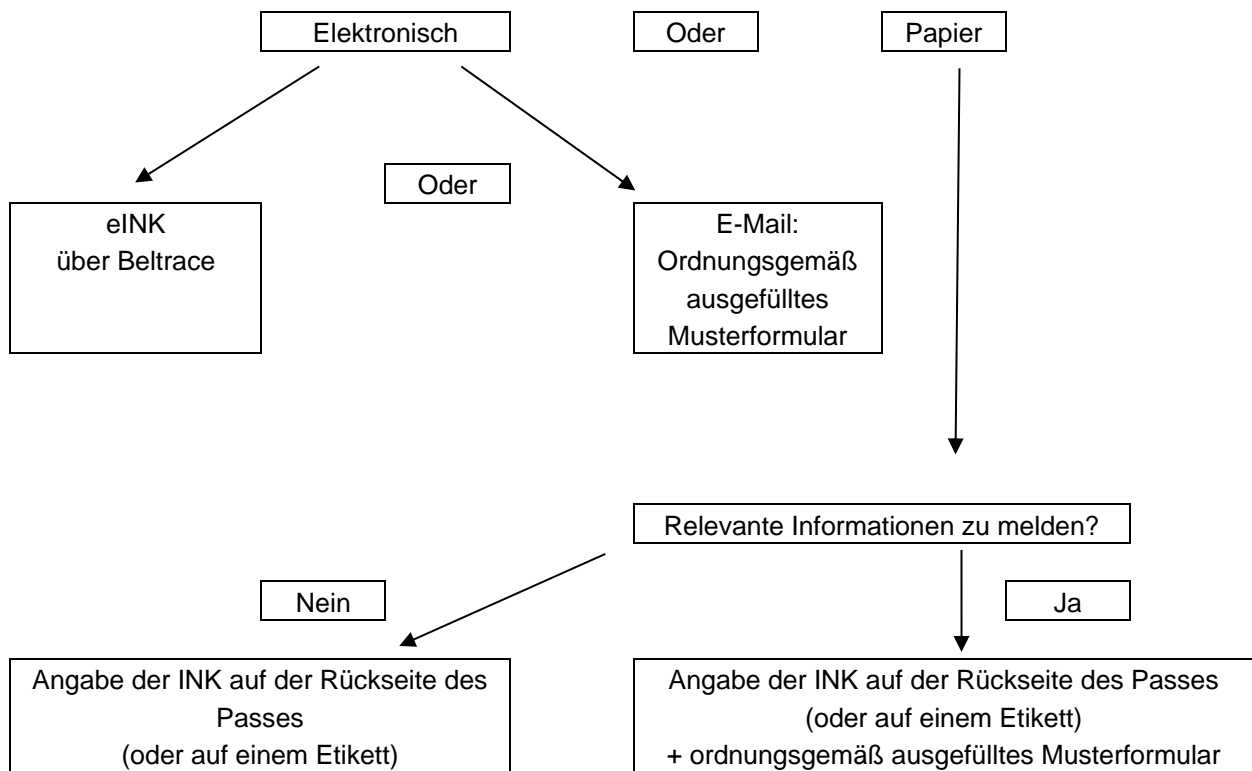 Elektronisch
Oder
Papier
Oder
eINK
über Beltrace
E-Mail:
Ordnungsgemäß
ausgefülltes
Musterformular
Relevante Informationen zu melden?
Nein
Ja
Angabe der INK auf der Rückseite des
Passes
(oder auf einem Etikett)
Angabe der INK auf der Rückseite des Passes
(oder auf einem Etikett)
+ ordnungsgemäß ausgefülltes Musterformular